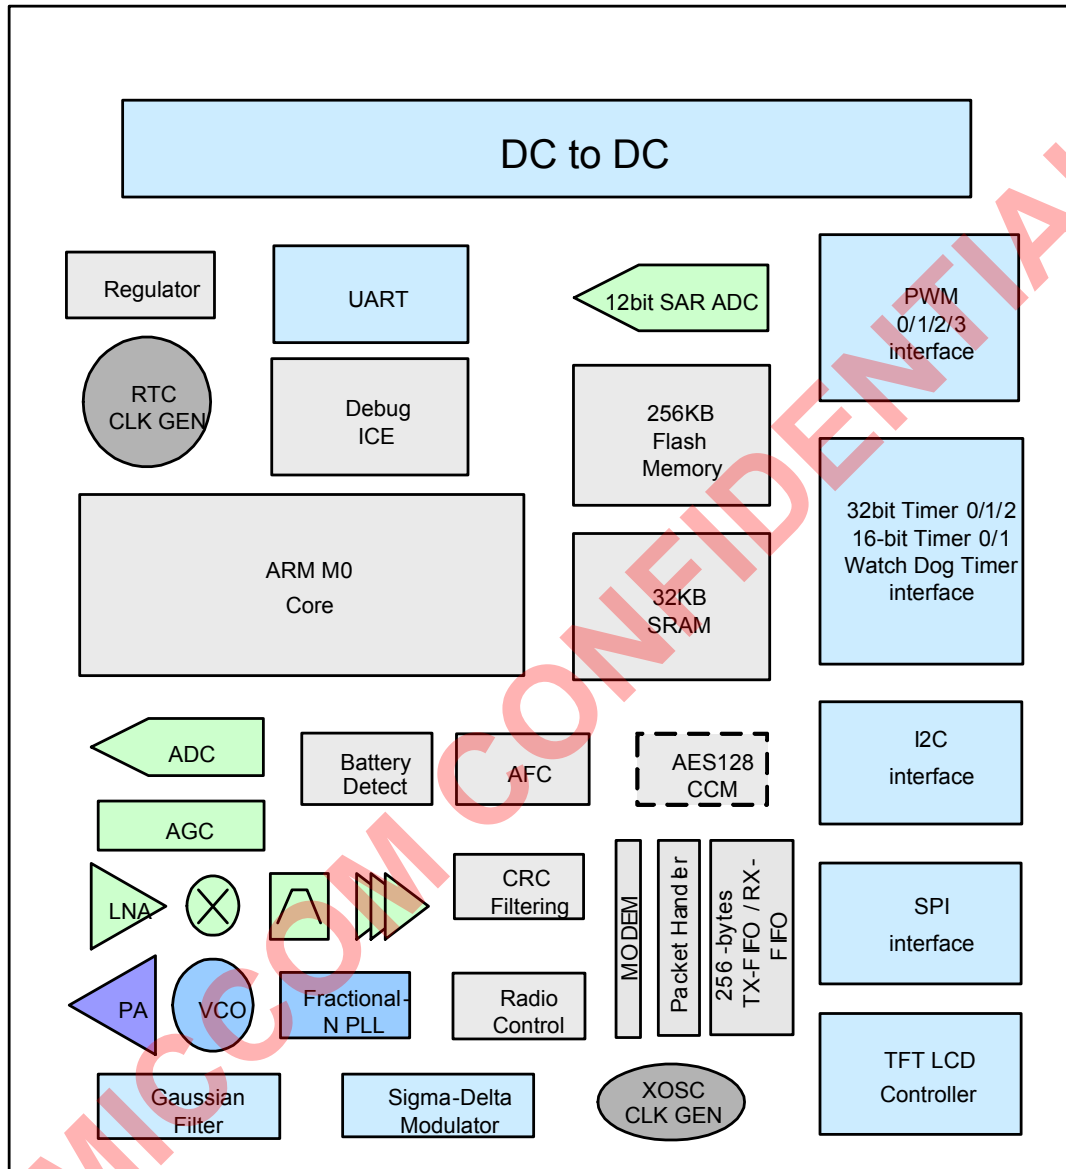 DC to DC
Regulator
UART
12bit SAR ADC
PWM
0/1/2/3
interface
RTC
CLK GEN
Debug
ICE
256KB
Flash
Memory
32bit Timer 0/1/2
16-bit Timer 0/1
Watch Dog Timer
interface
ARM M0
Core
32KB
SRAM
ADC
Battery
Detect
AFC
AES128
CCM
I2C
interface
AGC
LNA
CRC
Filtering
MODEM
Packet Handler
256 -bytes
TX-FIFO / RX-
FIFO
SPI
interface
PA
VCO
Fractional-
N PLL
Radio
Control
Gaussian
Filter
Sigma-Delta
Modulator
XOSC
CLK GEN
TFT LCD
Controller
MICCOM CONFIDENTIAL